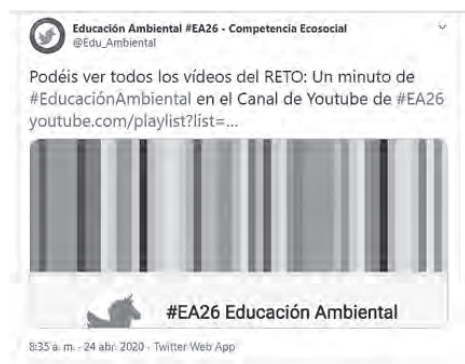 Educación Ambiental #EA26 - Competencia Ecosocial
@Edu_Ambiental
Podéis ver todos los vídeos del RETO: Un minuto de
#EducaciónAmbiental en el Canal de Youtube de #EA26
youtube.com/playlist?list=...
#EA26 Educación Ambiental
8:35 a. m. · 24 abr. 2020 · Twitter Web App